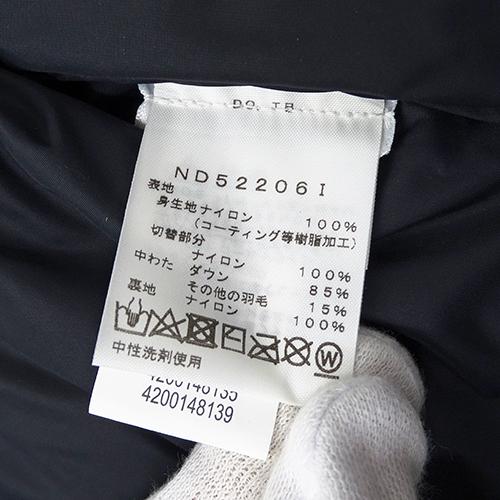 ND52206I
表地
身生地ナイロン 100%
(コーティング等樹脂加工)
切替部分
ナイロン 100%
中わた ダウン 85%
その他の羽毛 15%
裏地 ナイロン 100%
W
中性洗剤使用
4200148139